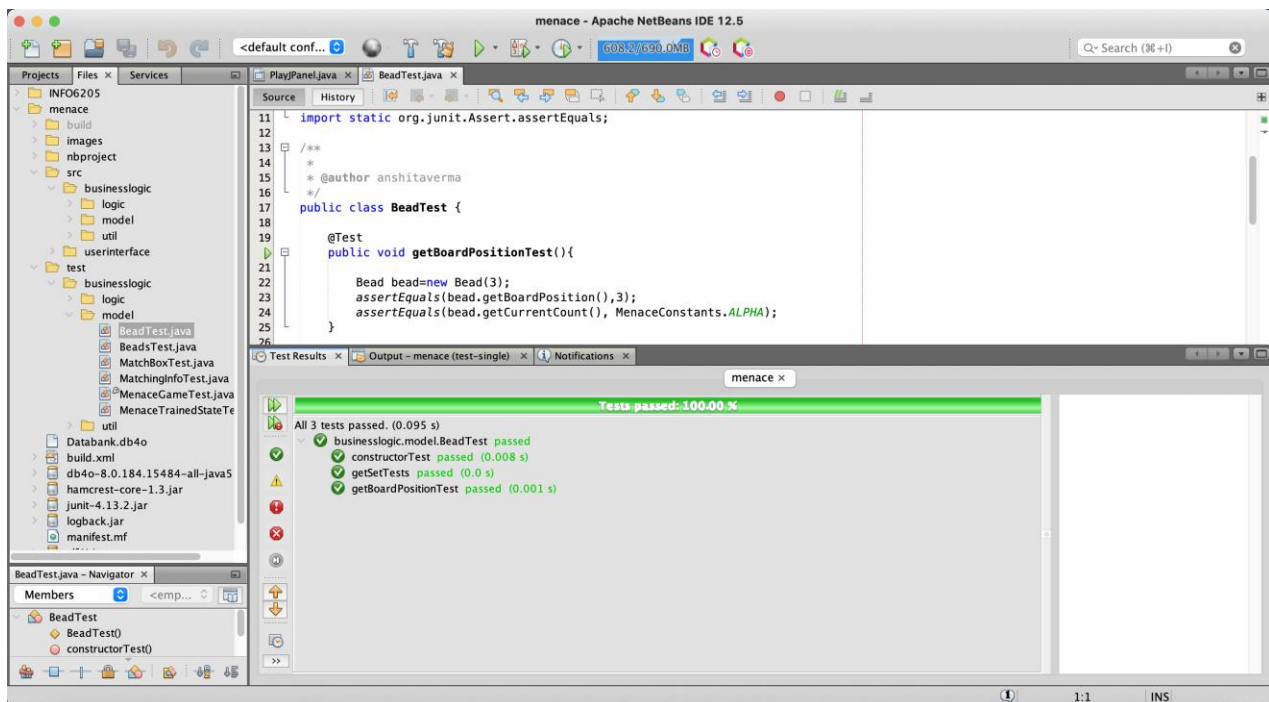 menace - Apache NetBeans IDE 12.5
<default conf...
608.2/690.0MB
Search (⌘+I)
Projects Files × Services
PlayJPanel.java × BeadTest.java ×
Source History
INFO6205
menace
build
images
nbproject
src
businesslogic
logic
model
util
userinterface
test
businesslogic
logic
model
BeadTest.java
BeadsTest.java
MatchBoxTest.java
MatchingInfoTest.java
MenaceGameTest.java
MenaceTrainedStateTe
util
Databank.db4o
build.xml
db4o-8.0.184.15484-all-java5
hamcrest-core-1.3.jar
junit-4.13.2.jar
logback.jar
manifest.mf
11 import static org.junit.Assert.assertEquals;
12
13 /**
14 *
15 * @author anshitaverma
16 */
17 public class BeadTest {
18
19 @Test
public void getBoardPositionTest(){
21
22 Bead bead=new Bead(3);
23 assertEquals(bead.getBoardPosition(),3);
24 assertEquals(bead.getCurrentCount(), MenaceConstants.ALPHA);
25 }
26
Test Results × Output – menace (test-single) × Notifications ×
menace ×
Tests passed: 100.00 %
All 3 tests passed. (0.095 s)
businesslogic.model.BeadTest passed
constructorTest passed (0.008 s)
getSetTests passed (0.0 s)
getBoardPositionTest passed (0.001 s)
>>
BeadTest.java – Navigator ×
Members <emp...
BeadTest
BeadTest()
constructorTest()
1 1:1 INS